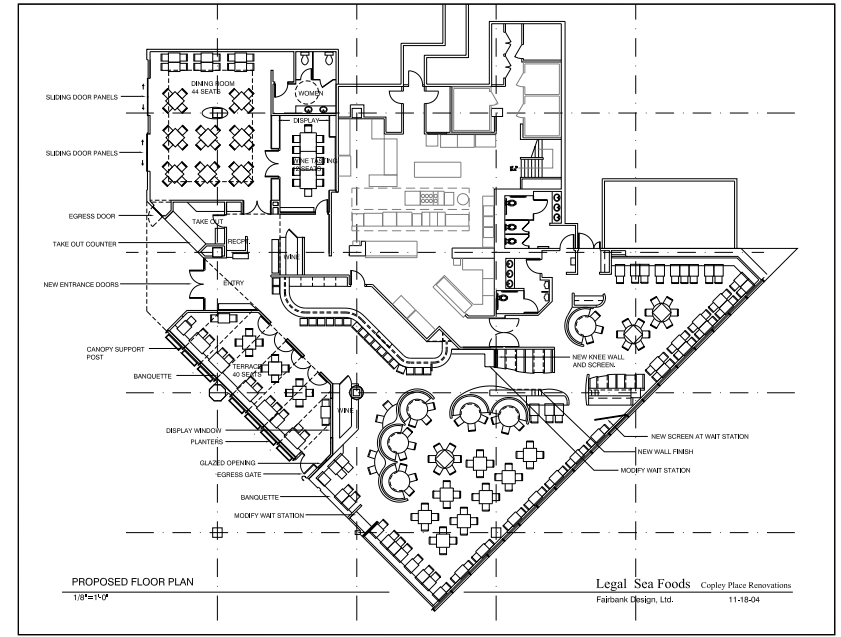 DINING ROOM
44 SEATS
WOMEN
SLIDING DOOR PANELS
DISPLAY
SLIDING DOOR PANELS
WINE TASTING
SEATS
EGRESS DOOR
TAKE OUT
TAKE OUT COUNTER
RECPT.
WINE
NEW ENTRANCE DOORS
ENTRY
CANOPY SUPPORT
POST
NEW KNEE WALL
AND SCREEN.
TERRACE
40 SEATS
BANQUETTE
WINE
DISPLAY WINDOW
PLANTERS
NEW SCREEN AT WAIT STATION
NEW WALL FINISH
GLAZED OPENING
EGRESS GATE
MODIFY WAIT STATION
BANQUETTE
MODIFY WAIT STATION
PROPOSED FLOOR PLAN
1/8"=1'-0"
Legal Sea Foods Copley Place Renovations
Fairbank Design, Ltd. 11-18-04